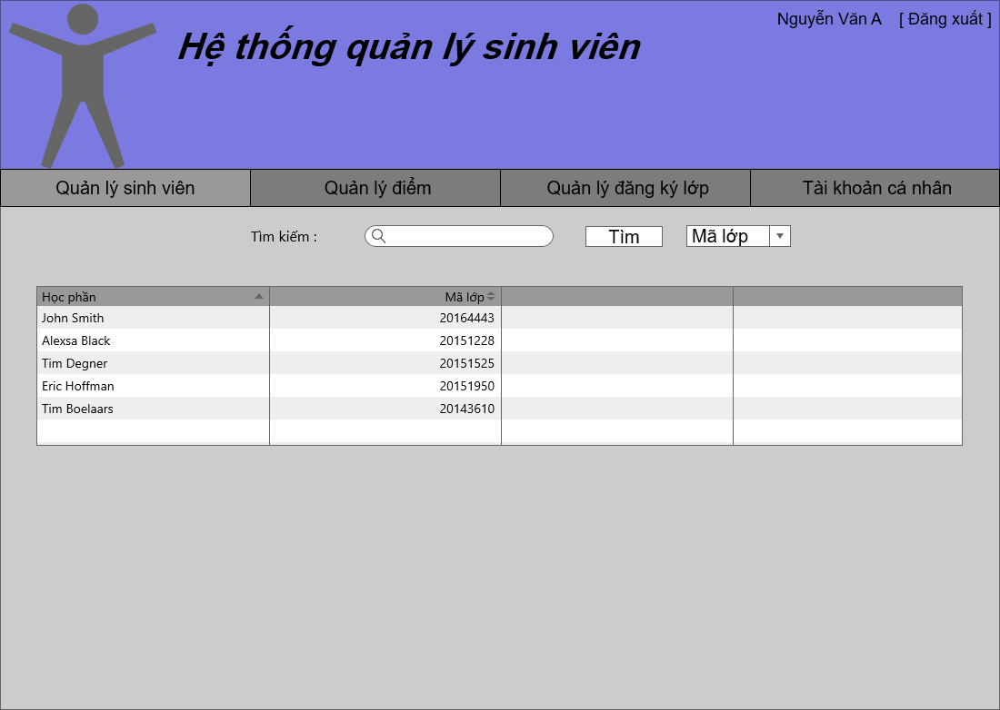 Nguyễn Văn A [ Đăng xuất ]
Hệ thống quản lý sinh viên
Quản lý sinh viên Quản lý điểm Quản lý đăng ký lớp Tài khoản cá nhân
Tìm kiếm : Tìm Mã lớp
Học phần Mã lớp
John Smith 20164443
Alexsa Black 20151228
Tim Degner 20151525
Eric Hoffman 20151950
Tim Boelaars 20143610